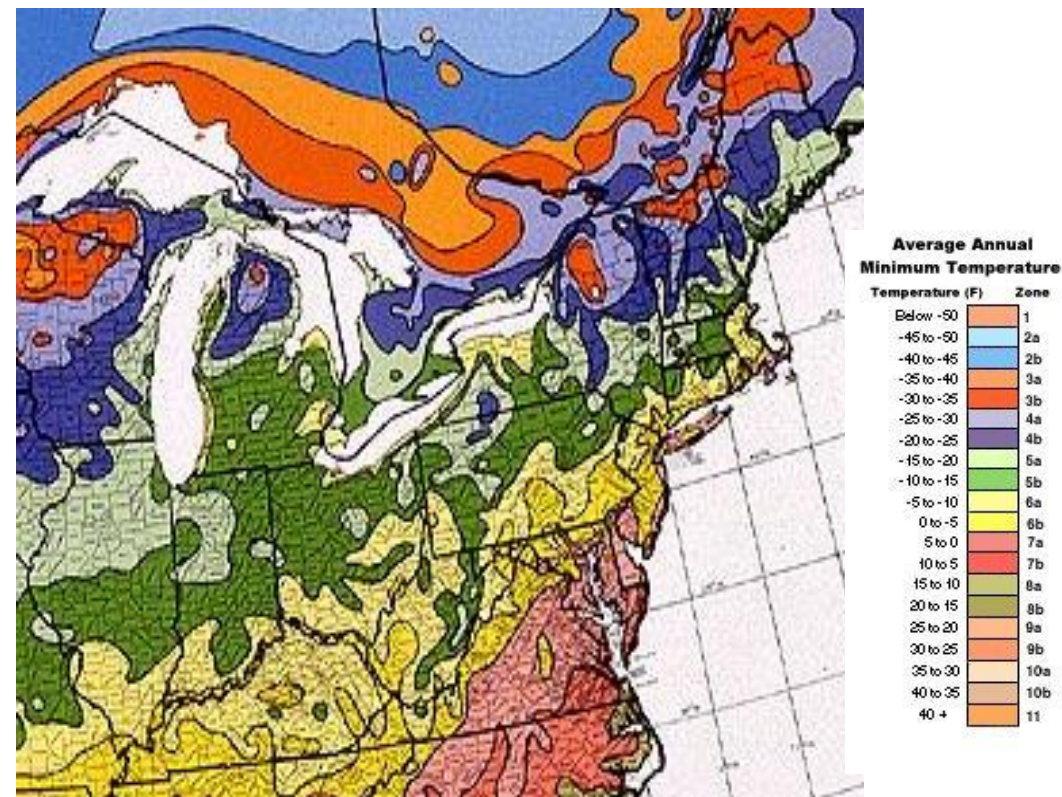 Average Annual
Minimum Temperature
Temperature (F) Zone
Below -50 1
-45 to -50 2a
-40 to -45 2b
-35 to -40 3a
-30 to -35 3b
-25 to -30 4a
-20 to -25 4b
-15 to -20 5a
-10 to -15 5b
-5 to -10 6a
0 to -5 6b
5 to 0 7a
10 to 5 7b
15 to 10 8a
20 to 15 8b
25 to 20 9a
30 to 25 9b
35 to 30 10a
40 to 35 10b
40 + 11